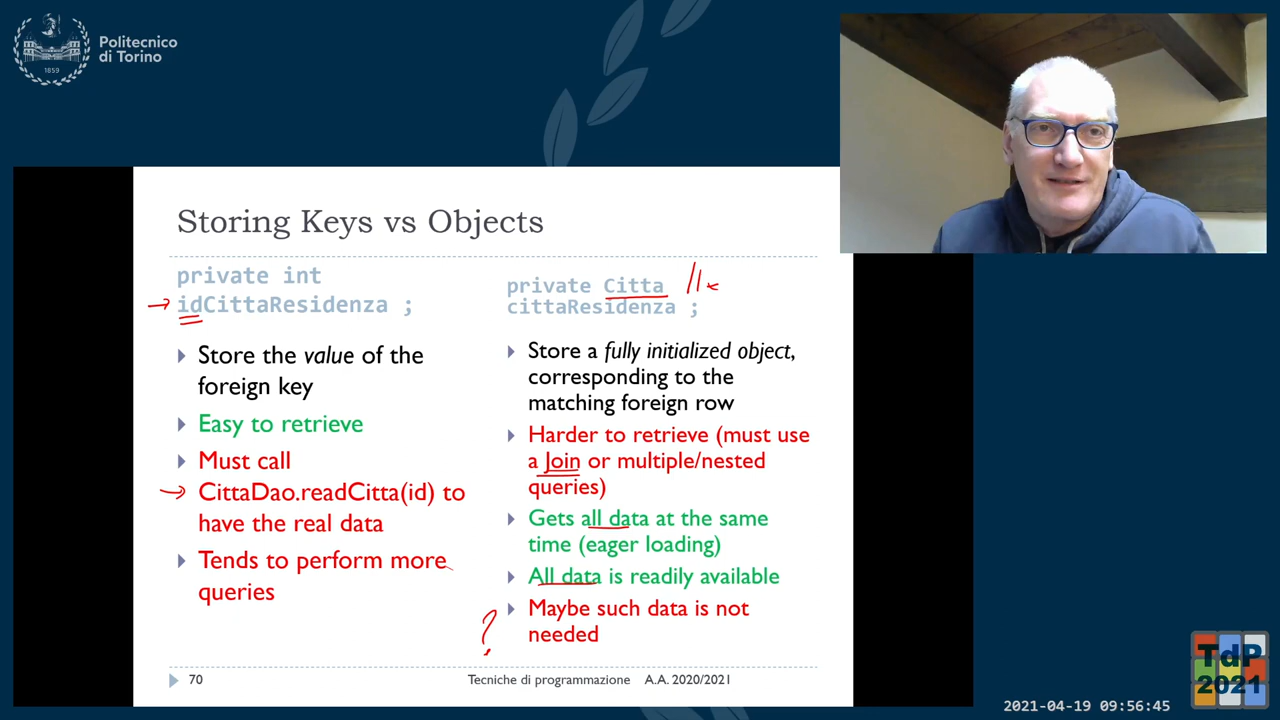 Politecnico
di Torino
1859
Storing Keys vs Objects
private int
idCittaResidenza ;
Store the value of the
foreign key
Easy to retrieve
Must call
CittaDao.readCitta(id) to
have the real data
Tends to perform more
queries
private Citta
cittaResidenza ;
Store a fully initialized object,
corresponding to the
matching foreign row
Harder to retrieve (must use
a Join or multiple/nested
queries)
Gets all data at the same
time (eager loading)
All data is readily available
Maybe such data is not
needed
?
70
Tecniche di programmazione A.A. 2020/2021
TdP
2021
2021-04-19 09:56:45